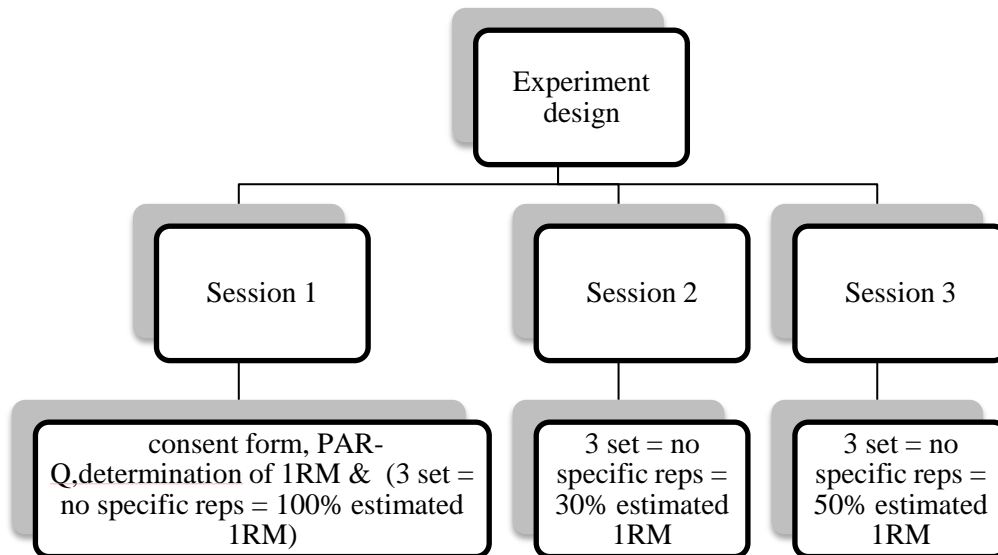 Experiment
design
Session 1
Session 2
Session 3
consent form, PAR-
Q,determination of 1RM & (3 set =
no specific reps = 100% estimated
1RM)
3 set = no
specific reps =
30% estimated
1RM
3 set = no
specific reps =
50% estimated
1RM